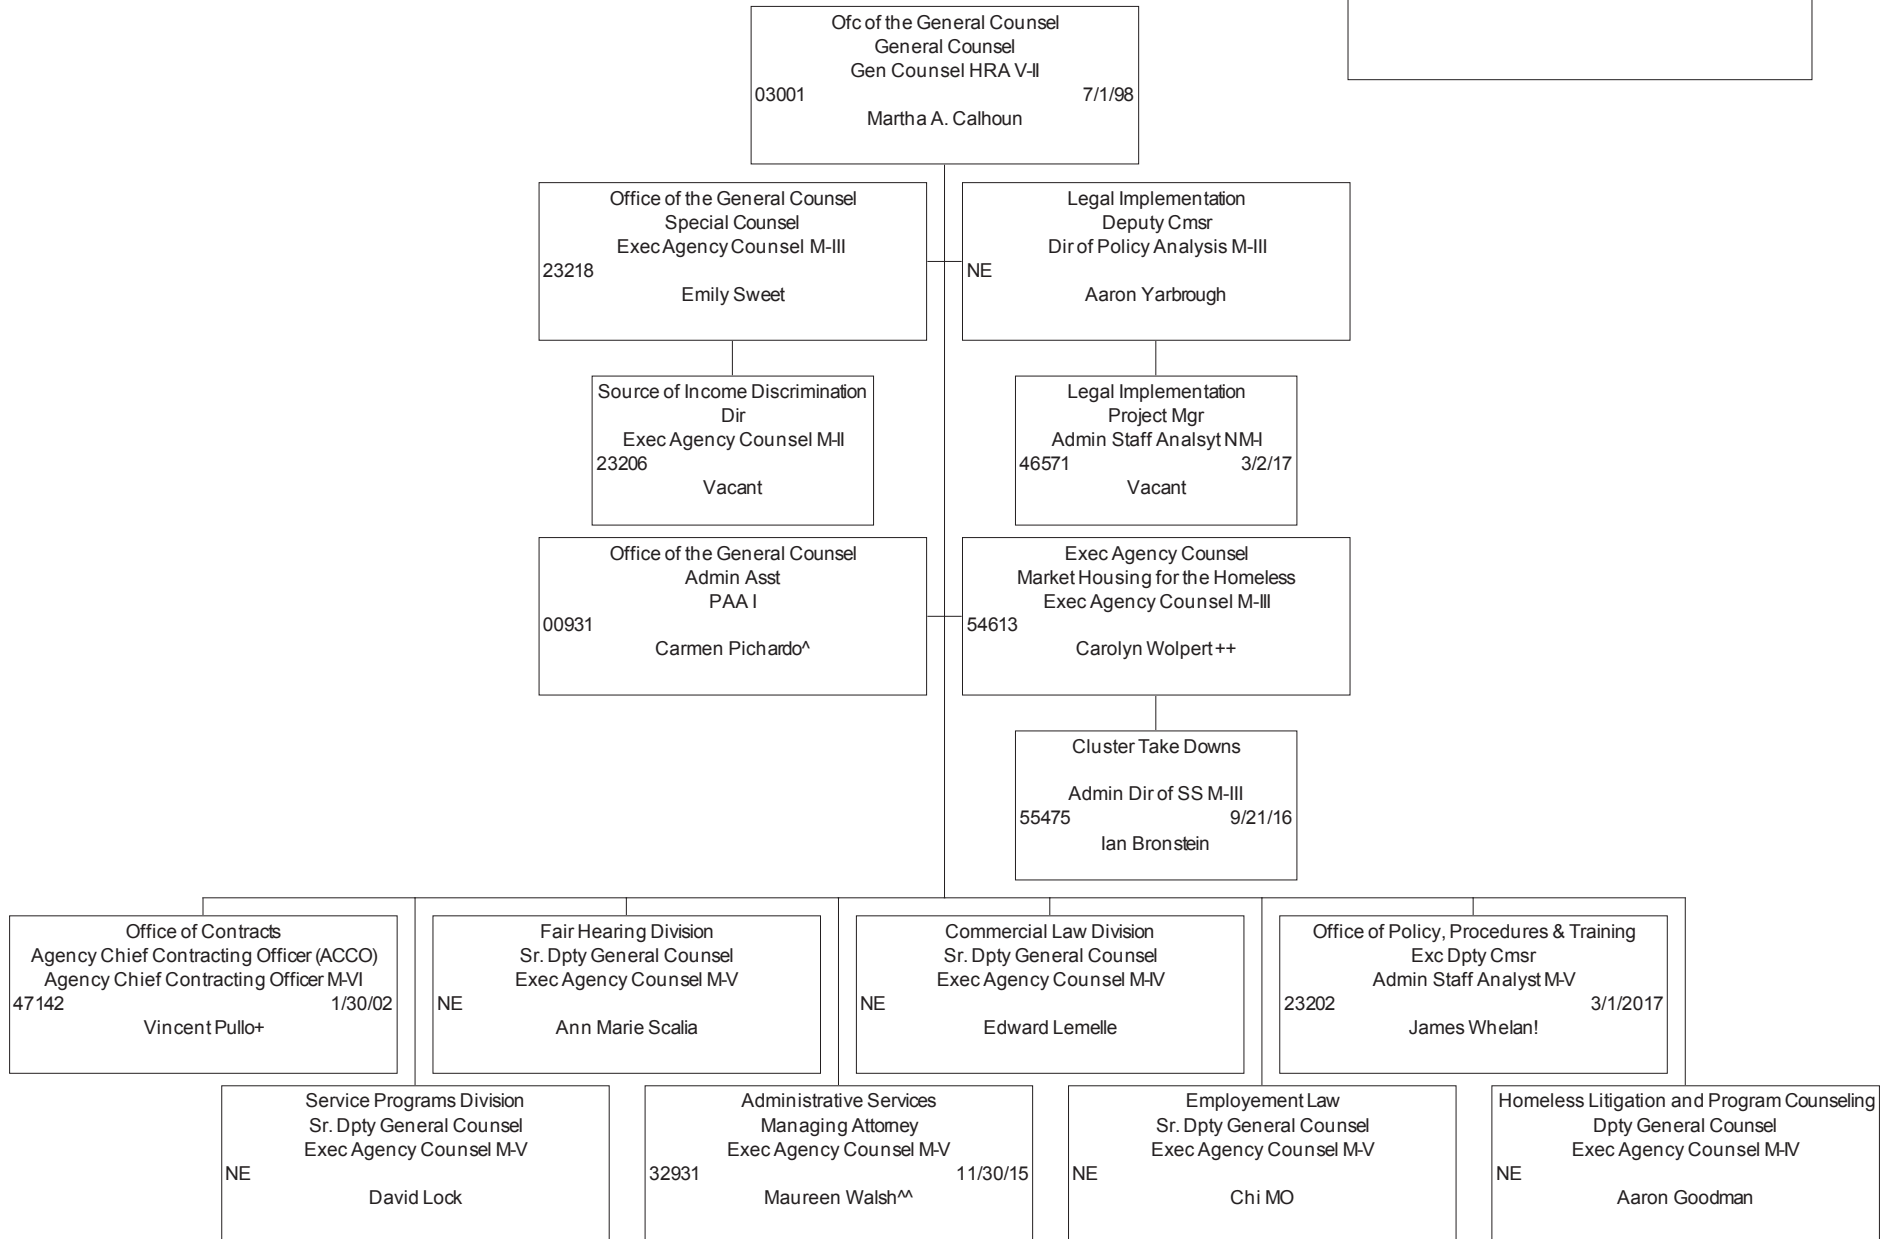 Ofc of the General Counsel
General Counsel
Gen Counsel HRA V-II
03001 7/1/98
Martha A. Calhoun
Office of the General Counsel
Special Counsel
Exec Agency Counsel M-III
23218
Emily Sweet
Legal Implementation
Deputy Cmsr
Dir of Policy Analysis M-III
NE
Aaron Yarbrough
Source of Income Discrimination
Dir
Exec Agency Counsel M-II
23206
Vacant
Legal Implementation
Project Mgr
Admin Staff Analsyt NM-I
46571 3/2/17
Vacant
Office of the General Counsel
Admin Asst
PAA I
00931
Carmen Pichardo^
Exec Agency Counsel
Market Housing for the Homeless
Exec Agency Counsel M-III
54613
Carolyn Wolpert ++
Cluster Take Downs
Admin Dir of SS M-III
55475 9/21/16
Ian Bronstein
Office of Contracts
Agency Chief Contracting Officer (ACCO)
Agency Chief Contracting Officer M-VI
47142 1/30/02
Vincent Pullo+
Fair Hearing Division
Sr. Dpty General Counsel
Exec Agency Counsel M-V
NE
Ann Marie Scalia
Commercial Law Division
Sr. Dpty General Counsel
Exec Agency Counsel M-IV
NE
Edward Lemelle
Office of Policy, Procedures & Training
Exc Dpty Cmsr
Admin Staff Analyst M-V
23202 3/1/2017
James Whelan!
Service Programs Division
Sr. Dpty General Counsel
Exec Agency Counsel M-V
NE
David Lock
Administrative Services
Managing Attorney
Exec Agency Counsel M-V
32931 11/30/15
Maureen Walsh^^
Employement Law
Sr. Dpty General Counsel
Exec Agency Counsel M-V
NE
Chi MO
Homeless Litigation and Program Counseling
Dpty General Counsel
Exec Agency Counsel M-IV
NE
Aaron Goodman